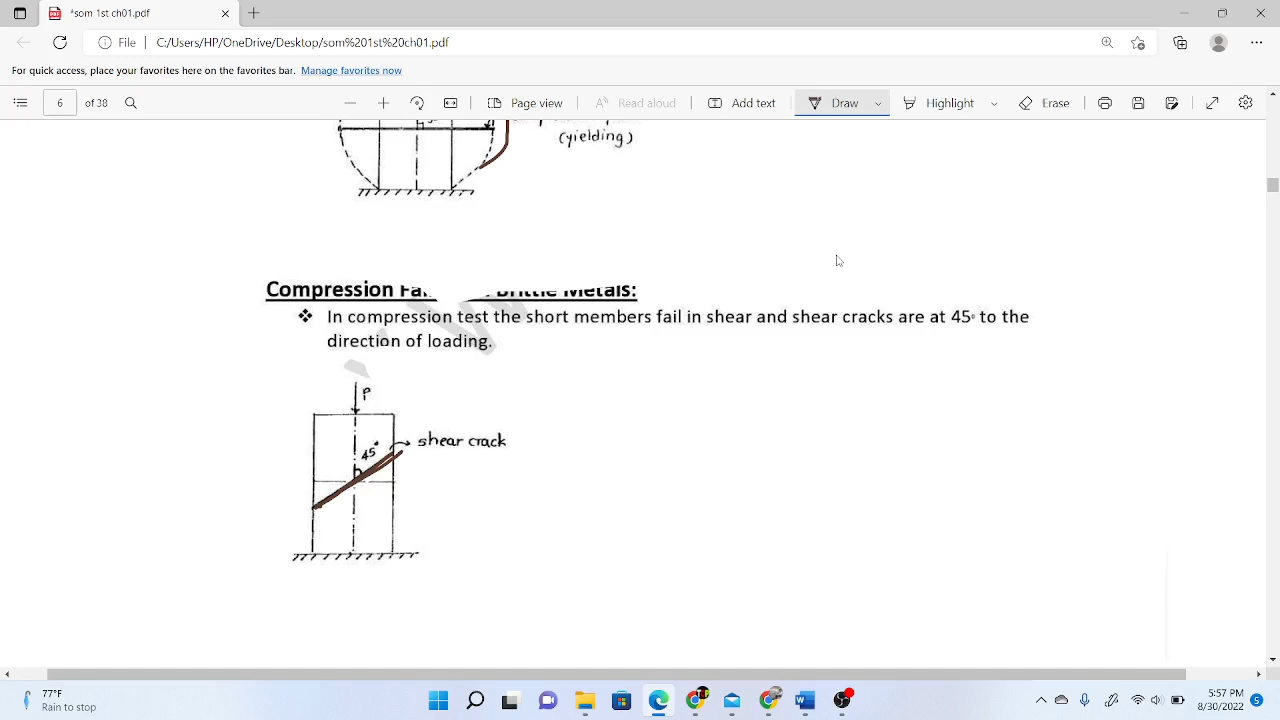 *som 1st ch01.pdf
File C:/Users/HP/OneDrive/Desktop/som%201st%20ch01.pdf
For quick access, place your favorites here on the favorites bar. Manage favorites now
6 of 38 Page view Read aloud Add text Draw Highlight Erase
(yielding)
Compression Brittle Metals:
❖ In compression test the short members fail in shear and shear cracks are at 45° to the
direction of loading.
P
45° shear crack
77°F
Rain to stop
5:57 PM
8/30/2022
5